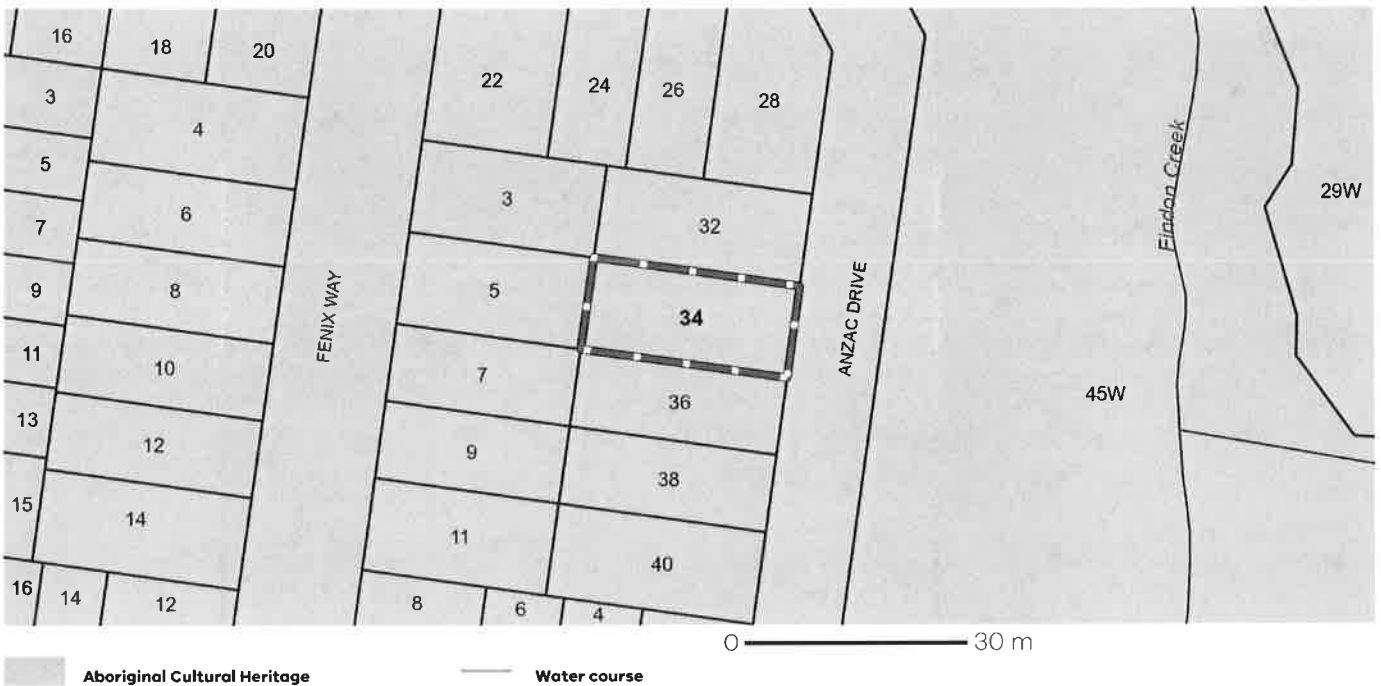 16 18 20 22 24 26 28
3 4
5 6 3 32 29W
7 Findon Creek
9 8 FENIX WAY 5 34 ANZAC DRIVE
11 10 7 36 45W
13 12 9 38
15 14 11 40
16 14 12 8 6 4
0 30 m
Aboriginal Cultural Heritage Water course